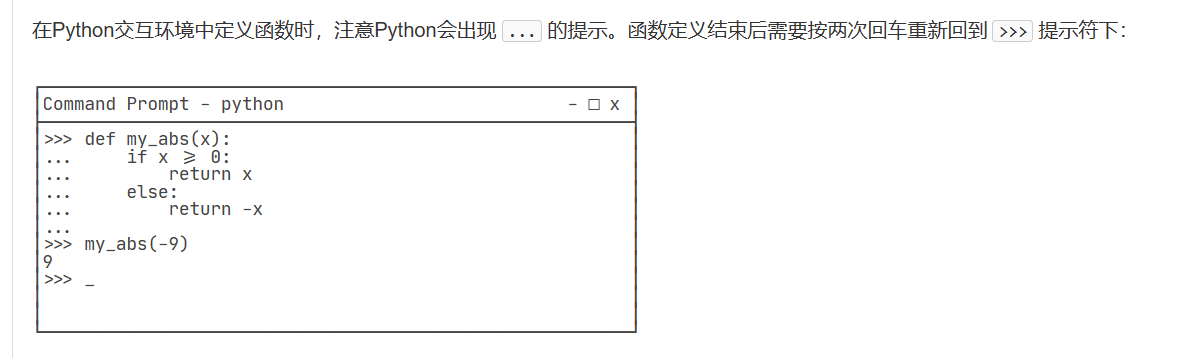 在Python交互环境中定义函数时，注意Python会出现 ... 的提示。函数定义结束后需要按两次回车重新回到 >>> 提示符下：
Command Prompt - python - □ x
>>> def my_abs(x):
...     if x >= 0:
...         return x
...     else:
...         return -x
...
>>> my_abs(-9)
9
>>> _